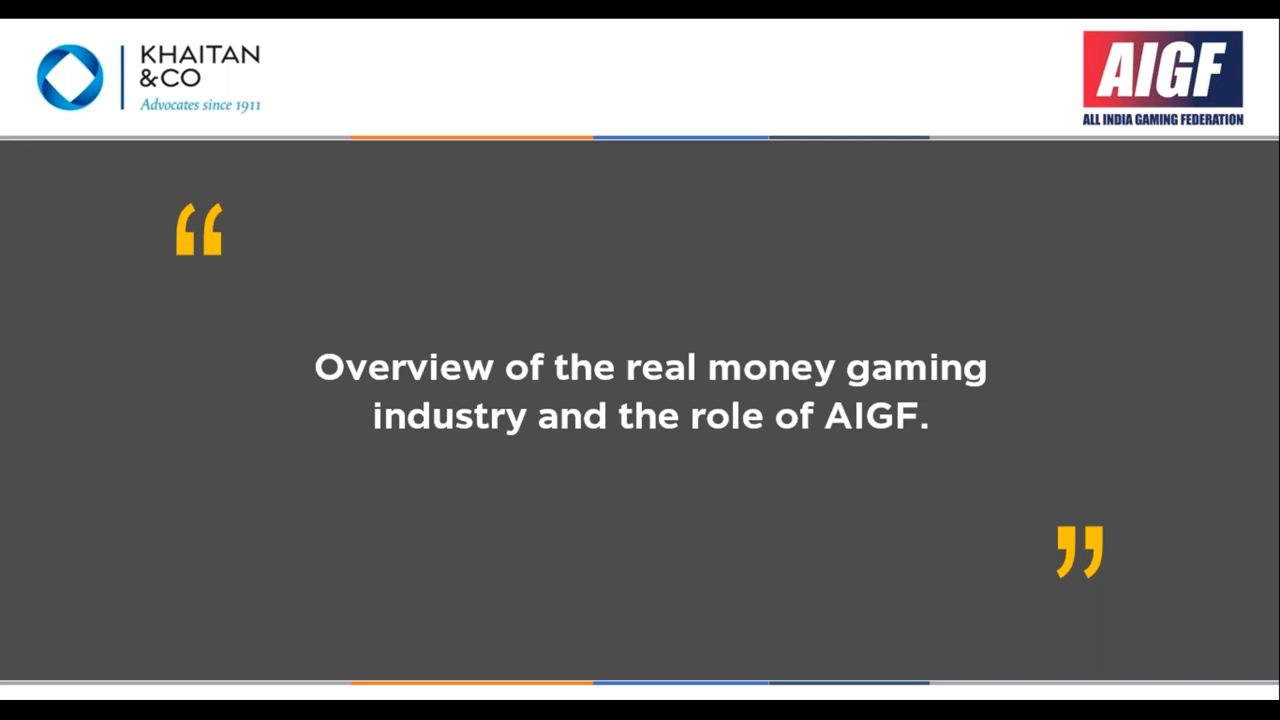 KHAITAN
&CO
Advocates since 1911
AIGF
ALL INDIA GAMING FEDERATION
“
Overview of the real money gaming
industry and the role of AIGF.
”